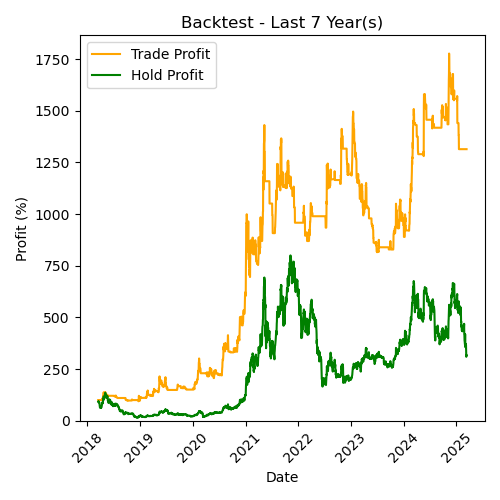 Backtest - Last 7 Year(s)
Trade Profit
Hold Profit
Profit (%)
1750
1500
1250
1000
750
500
250
0
2018 2019 2020 2021 2022 2023 2024 2025
Date